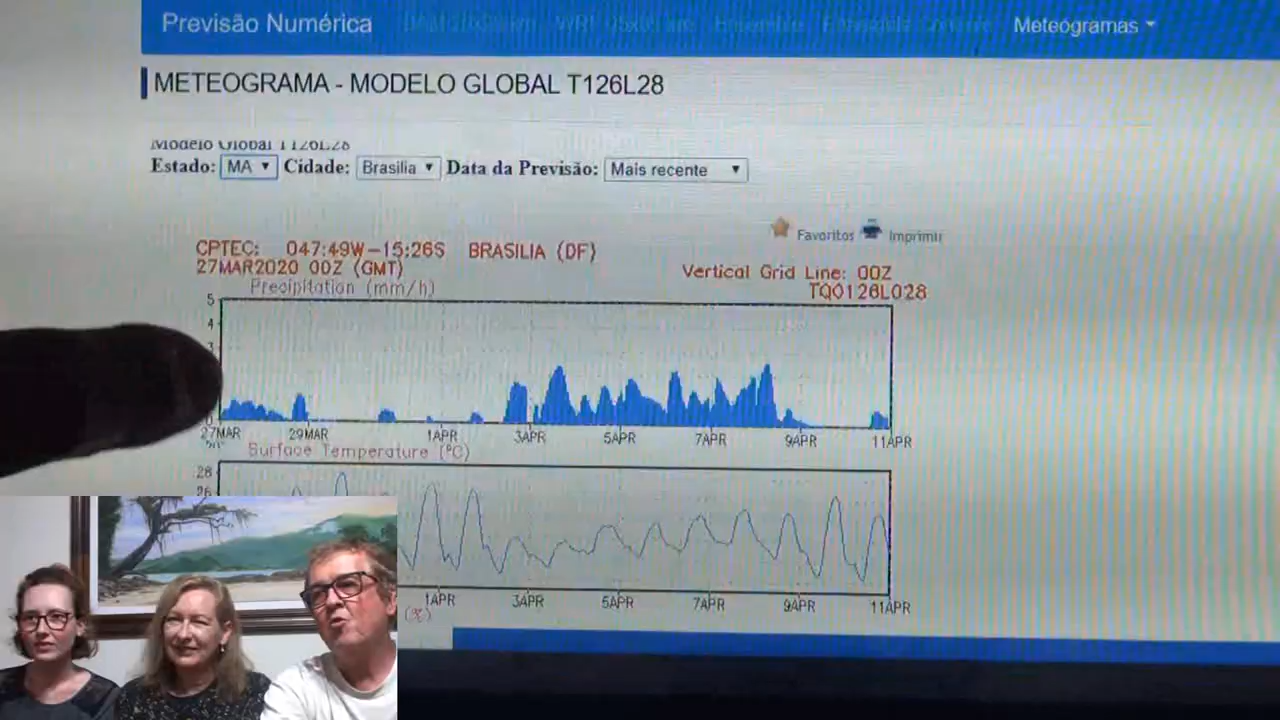 Previsão Numérica Meteogramas
METEOGRAMA - MODELO GLOBAL T126L28
Modelo Global T126L28
Estado: MA Cidade: Brasilia Data da Previsão: Mais recente
Favoritos Imprimir
CPTEC: 047:49W-15:26S BRASILIA (DF)
27MAR2020 00Z (GMT)
Vertical Grid Line: 00Z
Precipitation (mm/h)
TQ0126L028
5
4
3
0
27MAR 29MAR 1APR 3APR 5APR 7APR 9APR 11APR
Surface Temperature (ºC)
28
26
1APR 3APR 5APR 7APR 9APR 11APR
(%)